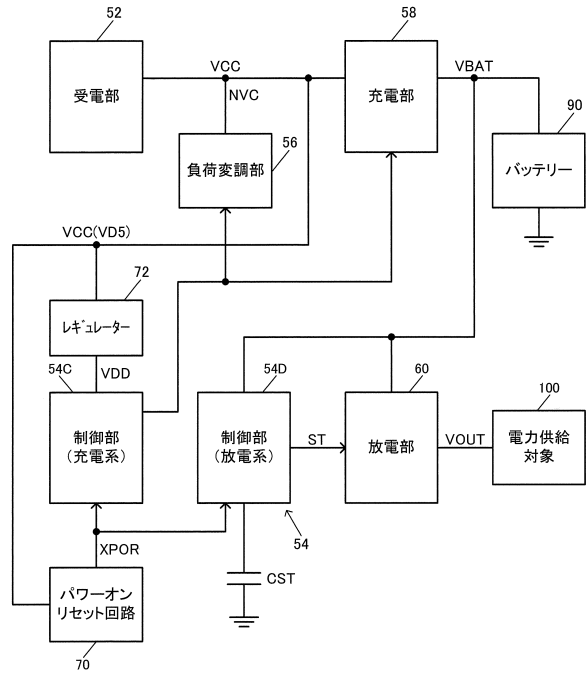 52
受電部
VCC
NVC
58
充電部
VBAT
90
バッテリー
56
負荷変調部
VCC(VD5)
72
レギュレーター
VDD
54C
制御部
(充電系)
54D
制御部
(放電系)
ST
60
放電部
VOUT
100
電力供給
対象
54
XPOR
CST
パワーオン
リセット回路
70